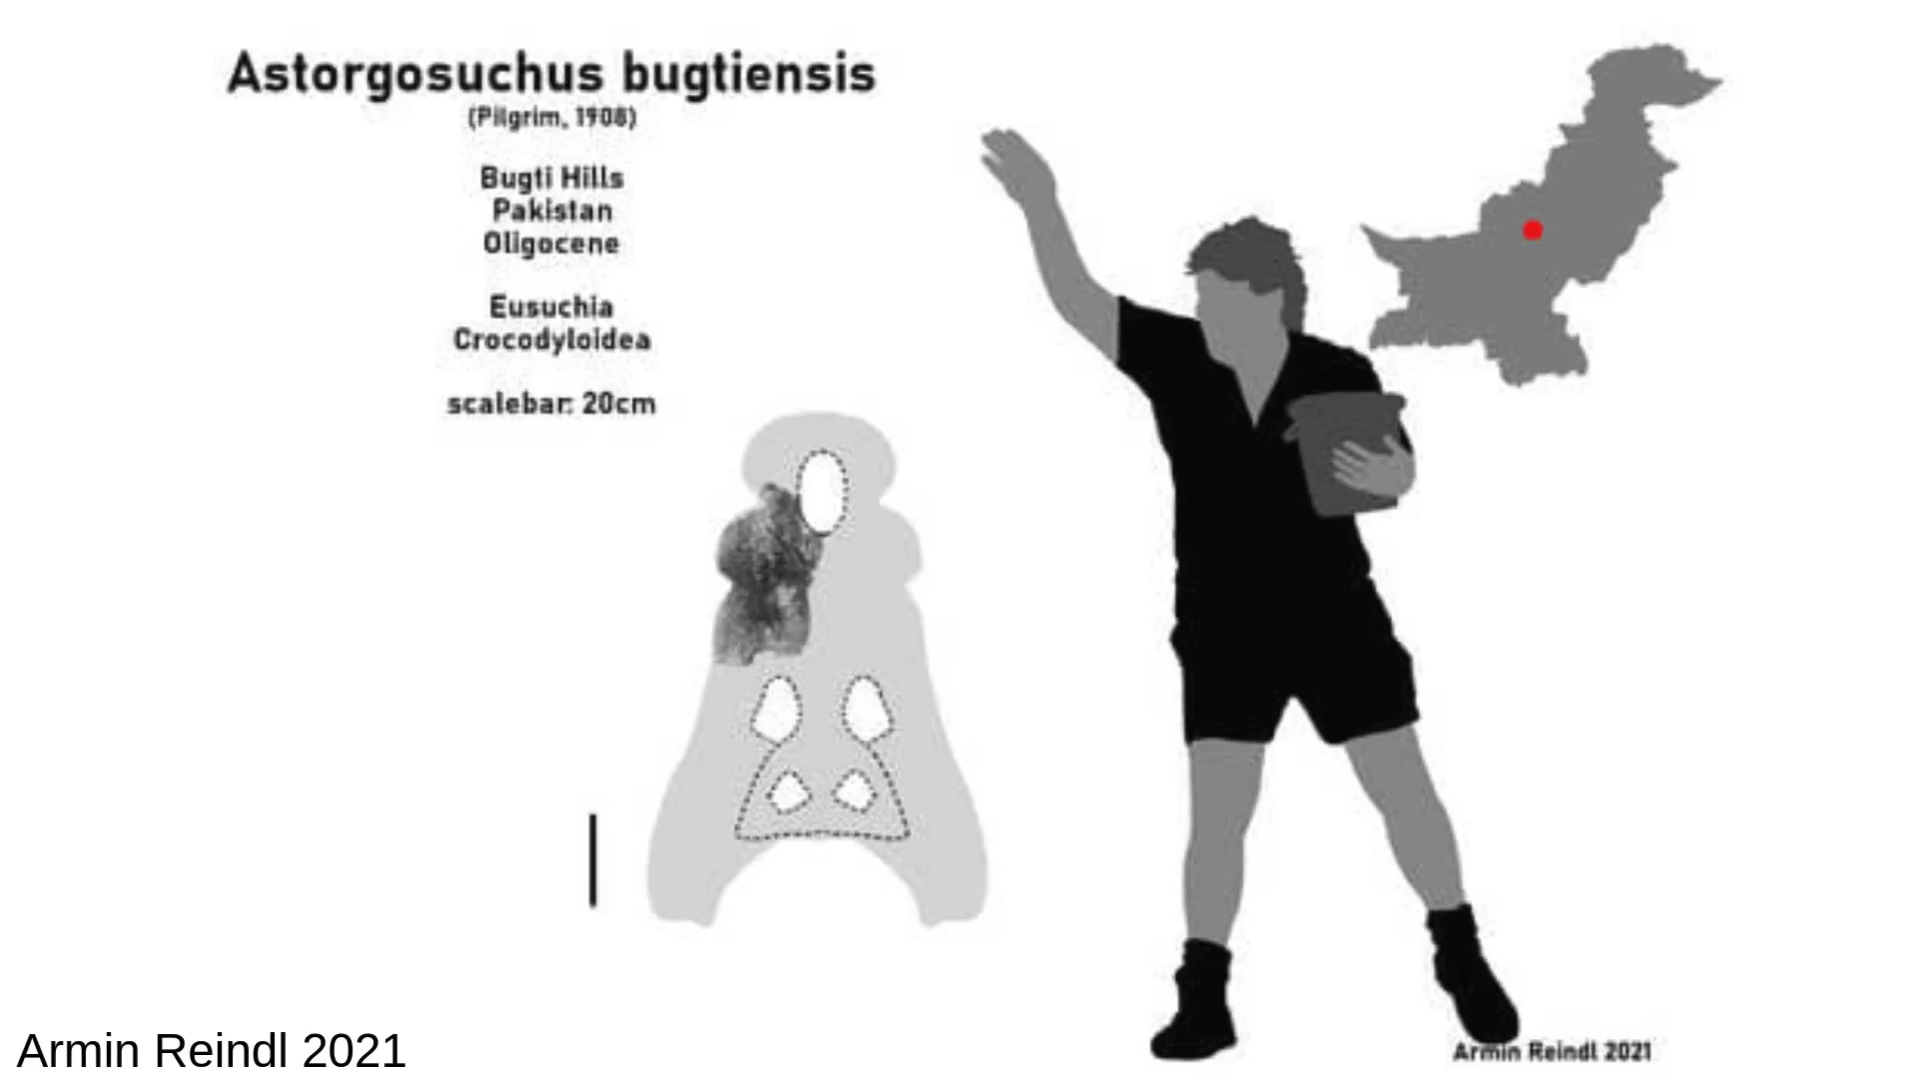 Astorgosuchus bugtiensis
(Pilgrim, 1908)
Bugti Hills
Pakistan
Oligocene
Eusuchia
Crocodyloidea
scalebar: 20cm
Armin Reindl 2021
Armin Reindl 2021